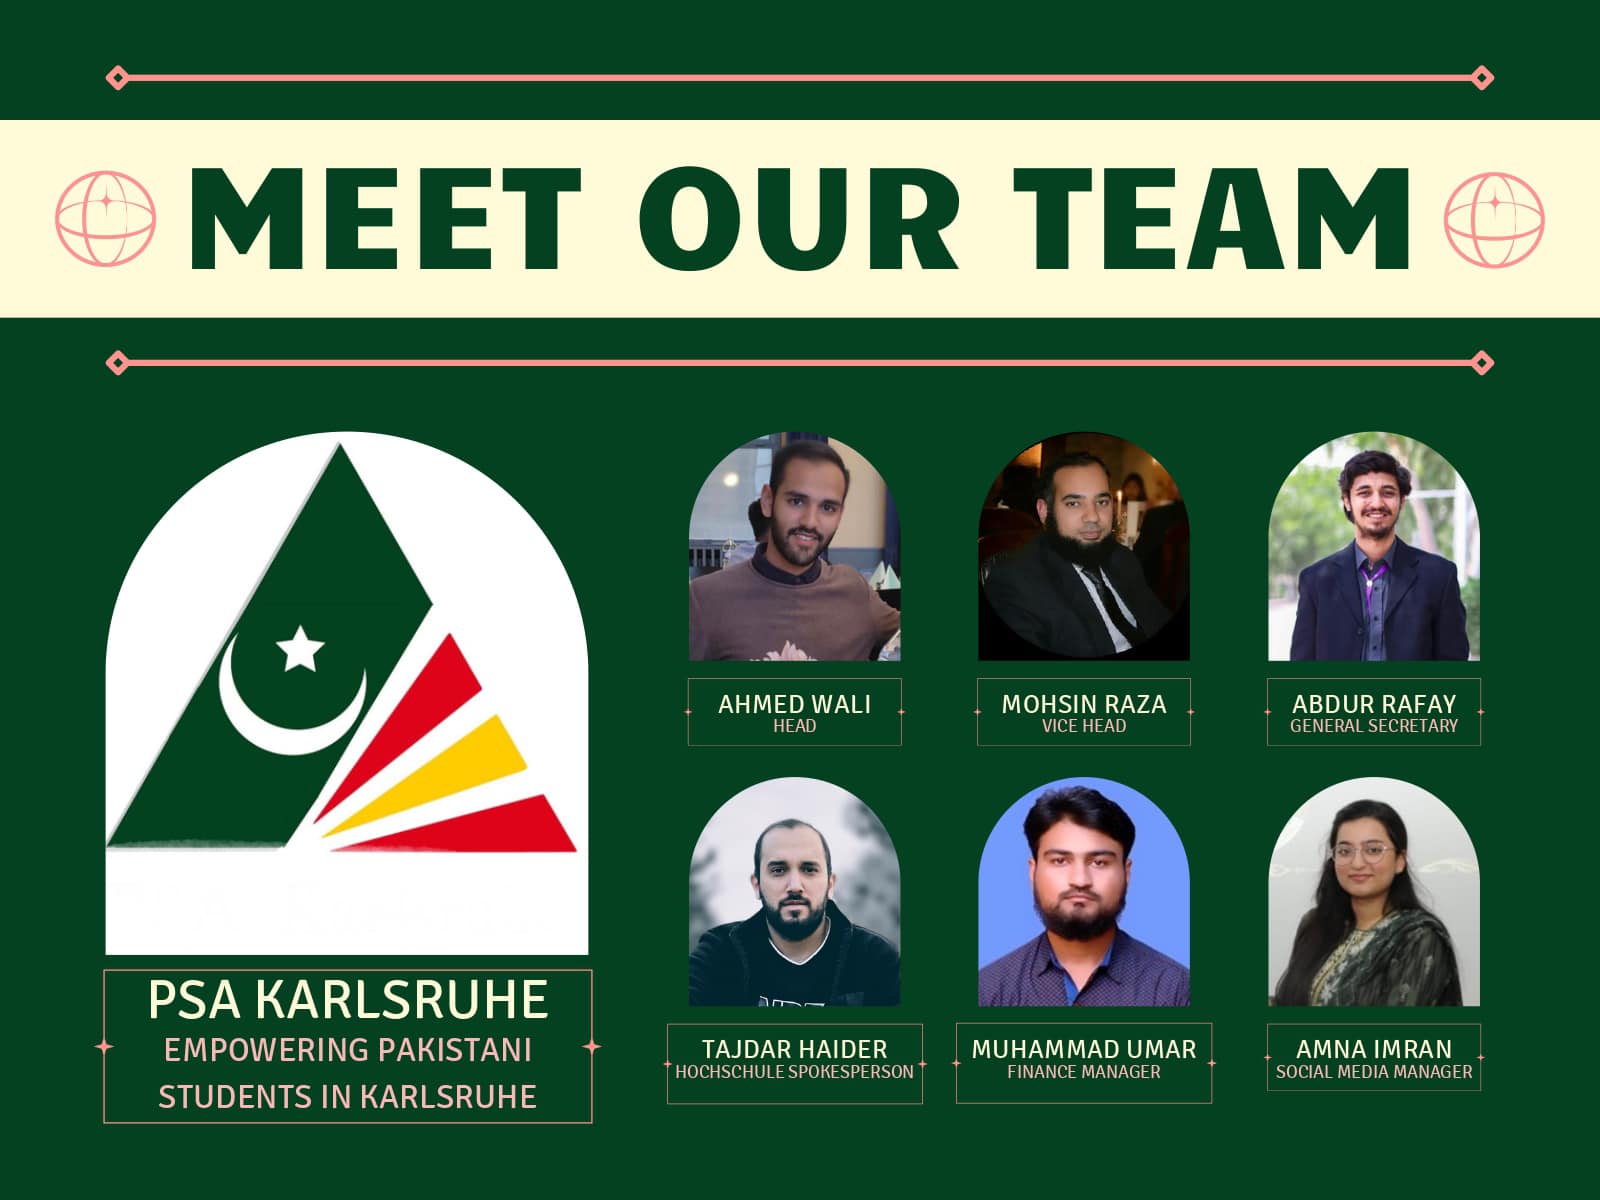 MEET OUR TEAM
PSA KARLSRUHE
EMPOWERING PAKISTANI
STUDENTS IN KARLSRUHE
AHMED WALI
HEAD
MOHSIN RAZA
VICE HEAD
ABDUR RAFAY
GENERAL SECRETARY
TAJDAR HAIDER
HOCHSCHULE SPOKESPERSON
MUHAMMAD UMAR
FINANCE MANAGER
AMNA IMRAN
SOCIAL MEDIA MANAGER